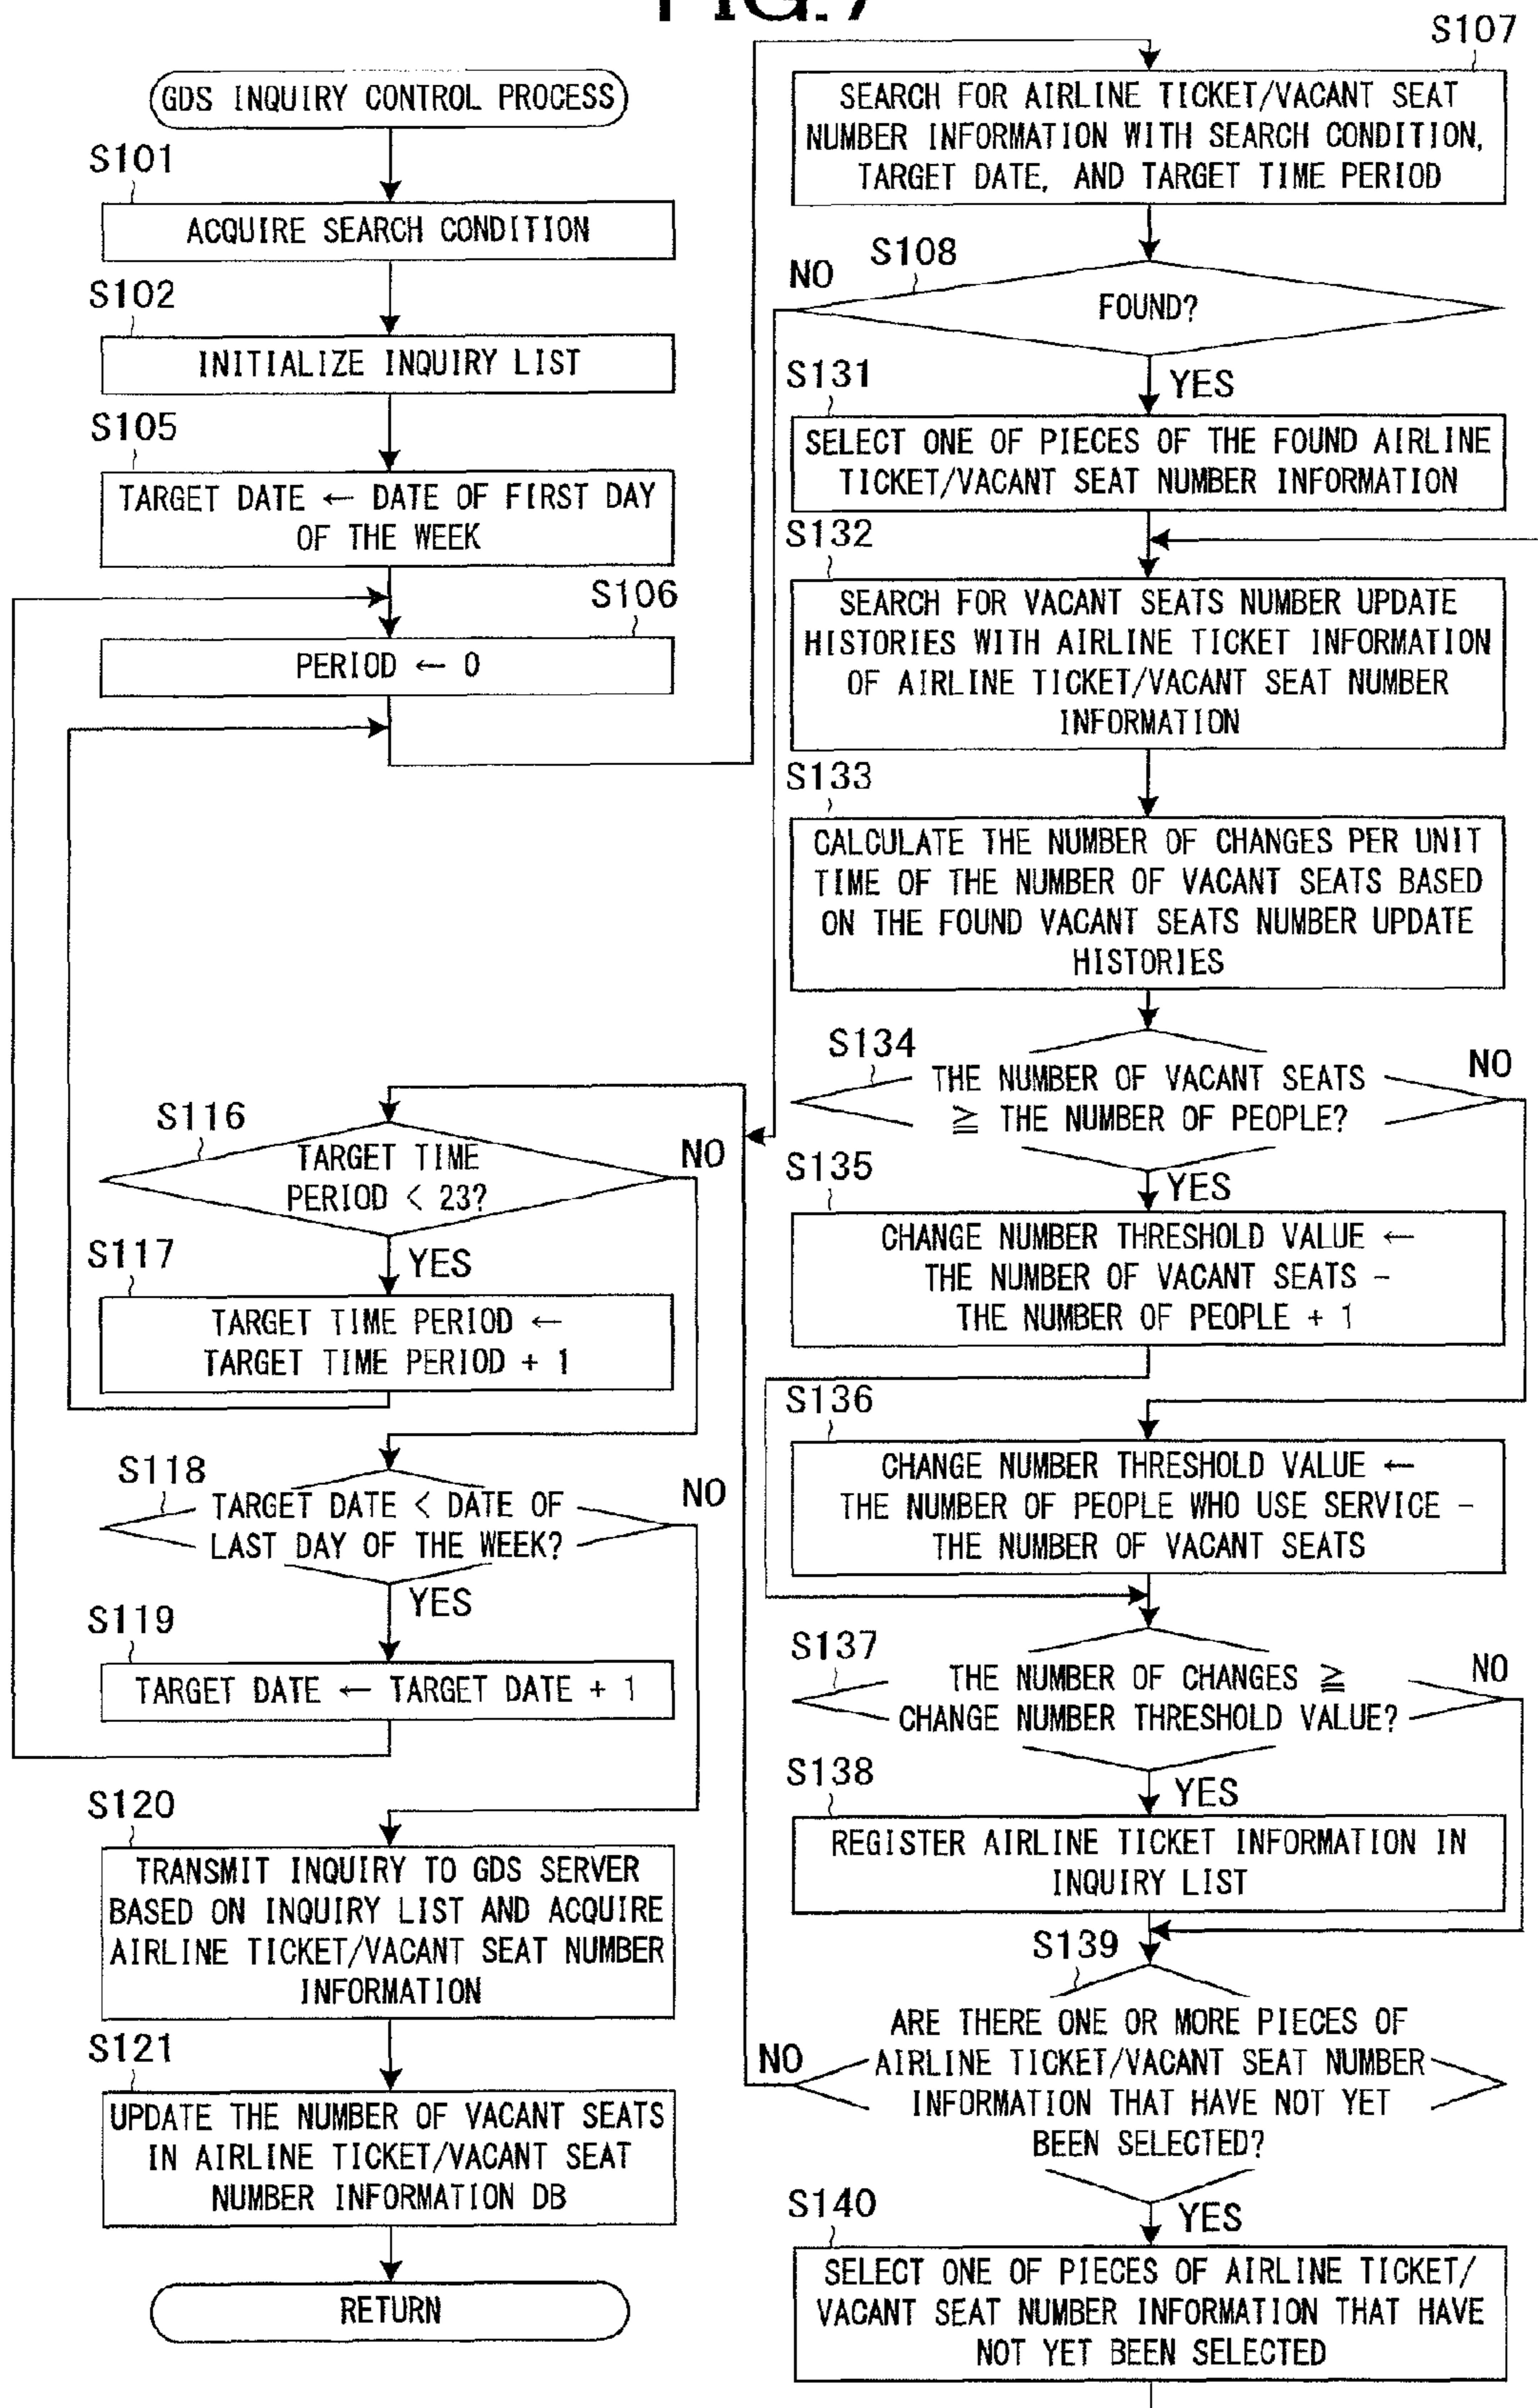 FIG.7
GDS INQUIRY CONTROL PROCESS
S101
ACQUIRE SEARCH CONDITION
S102
INITIALIZE INQUIRY LIST
S105
TARGET DATE ← DATE OF FIRST DAY
OF THE WEEK
S106
PERIOD ← 0
S107
SEARCH FOR AIRLINE TICKET/VACANT SEAT
NUMBER INFORMATION WITH SEARCH CONDITION,
TARGET DATE, AND TARGET TIME PERIOD
S108
NO
FOUND?
YES
S131
SELECT ONE OF PIECES OF THE FOUND AIRLINE
TICKET/VACANT SEAT NUMBER INFORMATION
S132
SEARCH FOR VACANT SEATS NUMBER UPDATE
HISTORIES WITH AIRLINE TICKET INFORMATION
OF AIRLINE TICKET/VACANT SEAT NUMBER
INFORMATION
S133
CALCULATE THE NUMBER OF CHANGES PER UNIT
TIME OF THE NUMBER OF VACANT SEATS BASED
ON THE FOUND VACANT SEATS NUMBER UPDATE
HISTORIES
S134
NO
THE NUMBER OF VACANT SEATS
≧ THE NUMBER OF PEOPLE?
YES
S135
CHANGE NUMBER THRESHOLD VALUE ←
THE NUMBER OF VACANT SEATS -
THE NUMBER OF PEOPLE + 1
S136
CHANGE NUMBER THRESHOLD VALUE ←
THE NUMBER OF PEOPLE WHO USE SERVICE -
THE NUMBER OF VACANT SEATS
S137
NO
THE NUMBER OF CHANGES ≧
CHANGE NUMBER THRESHOLD VALUE?
YES
S138
REGISTER AIRLINE TICKET INFORMATION IN
INQUIRY LIST
S139
NO
ARE THERE ONE OR MORE PIECES OF
AIRLINE TICKET/VACANT SEAT NUMBER
INFORMATION THAT HAVE NOT YET
BEEN SELECTED?
YES
S140
SELECT ONE OF PIECES OF AIRLINE TICKET/
VACANT SEAT NUMBER INFORMATION THAT HAVE
NOT YET BEEN SELECTED
S116
NO
TARGET TIME
PERIOD < 23?
YES
S117
TARGET TIME PERIOD ←
TARGET TIME PERIOD + 1
S118
NO
TARGET DATE < DATE OF
LAST DAY OF THE WEEK?
YES
S119
TARGET DATE ← TARGET DATE + 1
S120
TRANSMIT INQUIRY TO GDS SERVER
BASED ON INQUIRY LIST AND ACQUIRE
AIRLINE TICKET/VACANT SEAT NUMBER
INFORMATION
S121
UPDATE THE NUMBER OF VACANT SEATS
IN AIRLINE TICKET/VACANT SEAT
NUMBER INFORMATION DB
RETURN